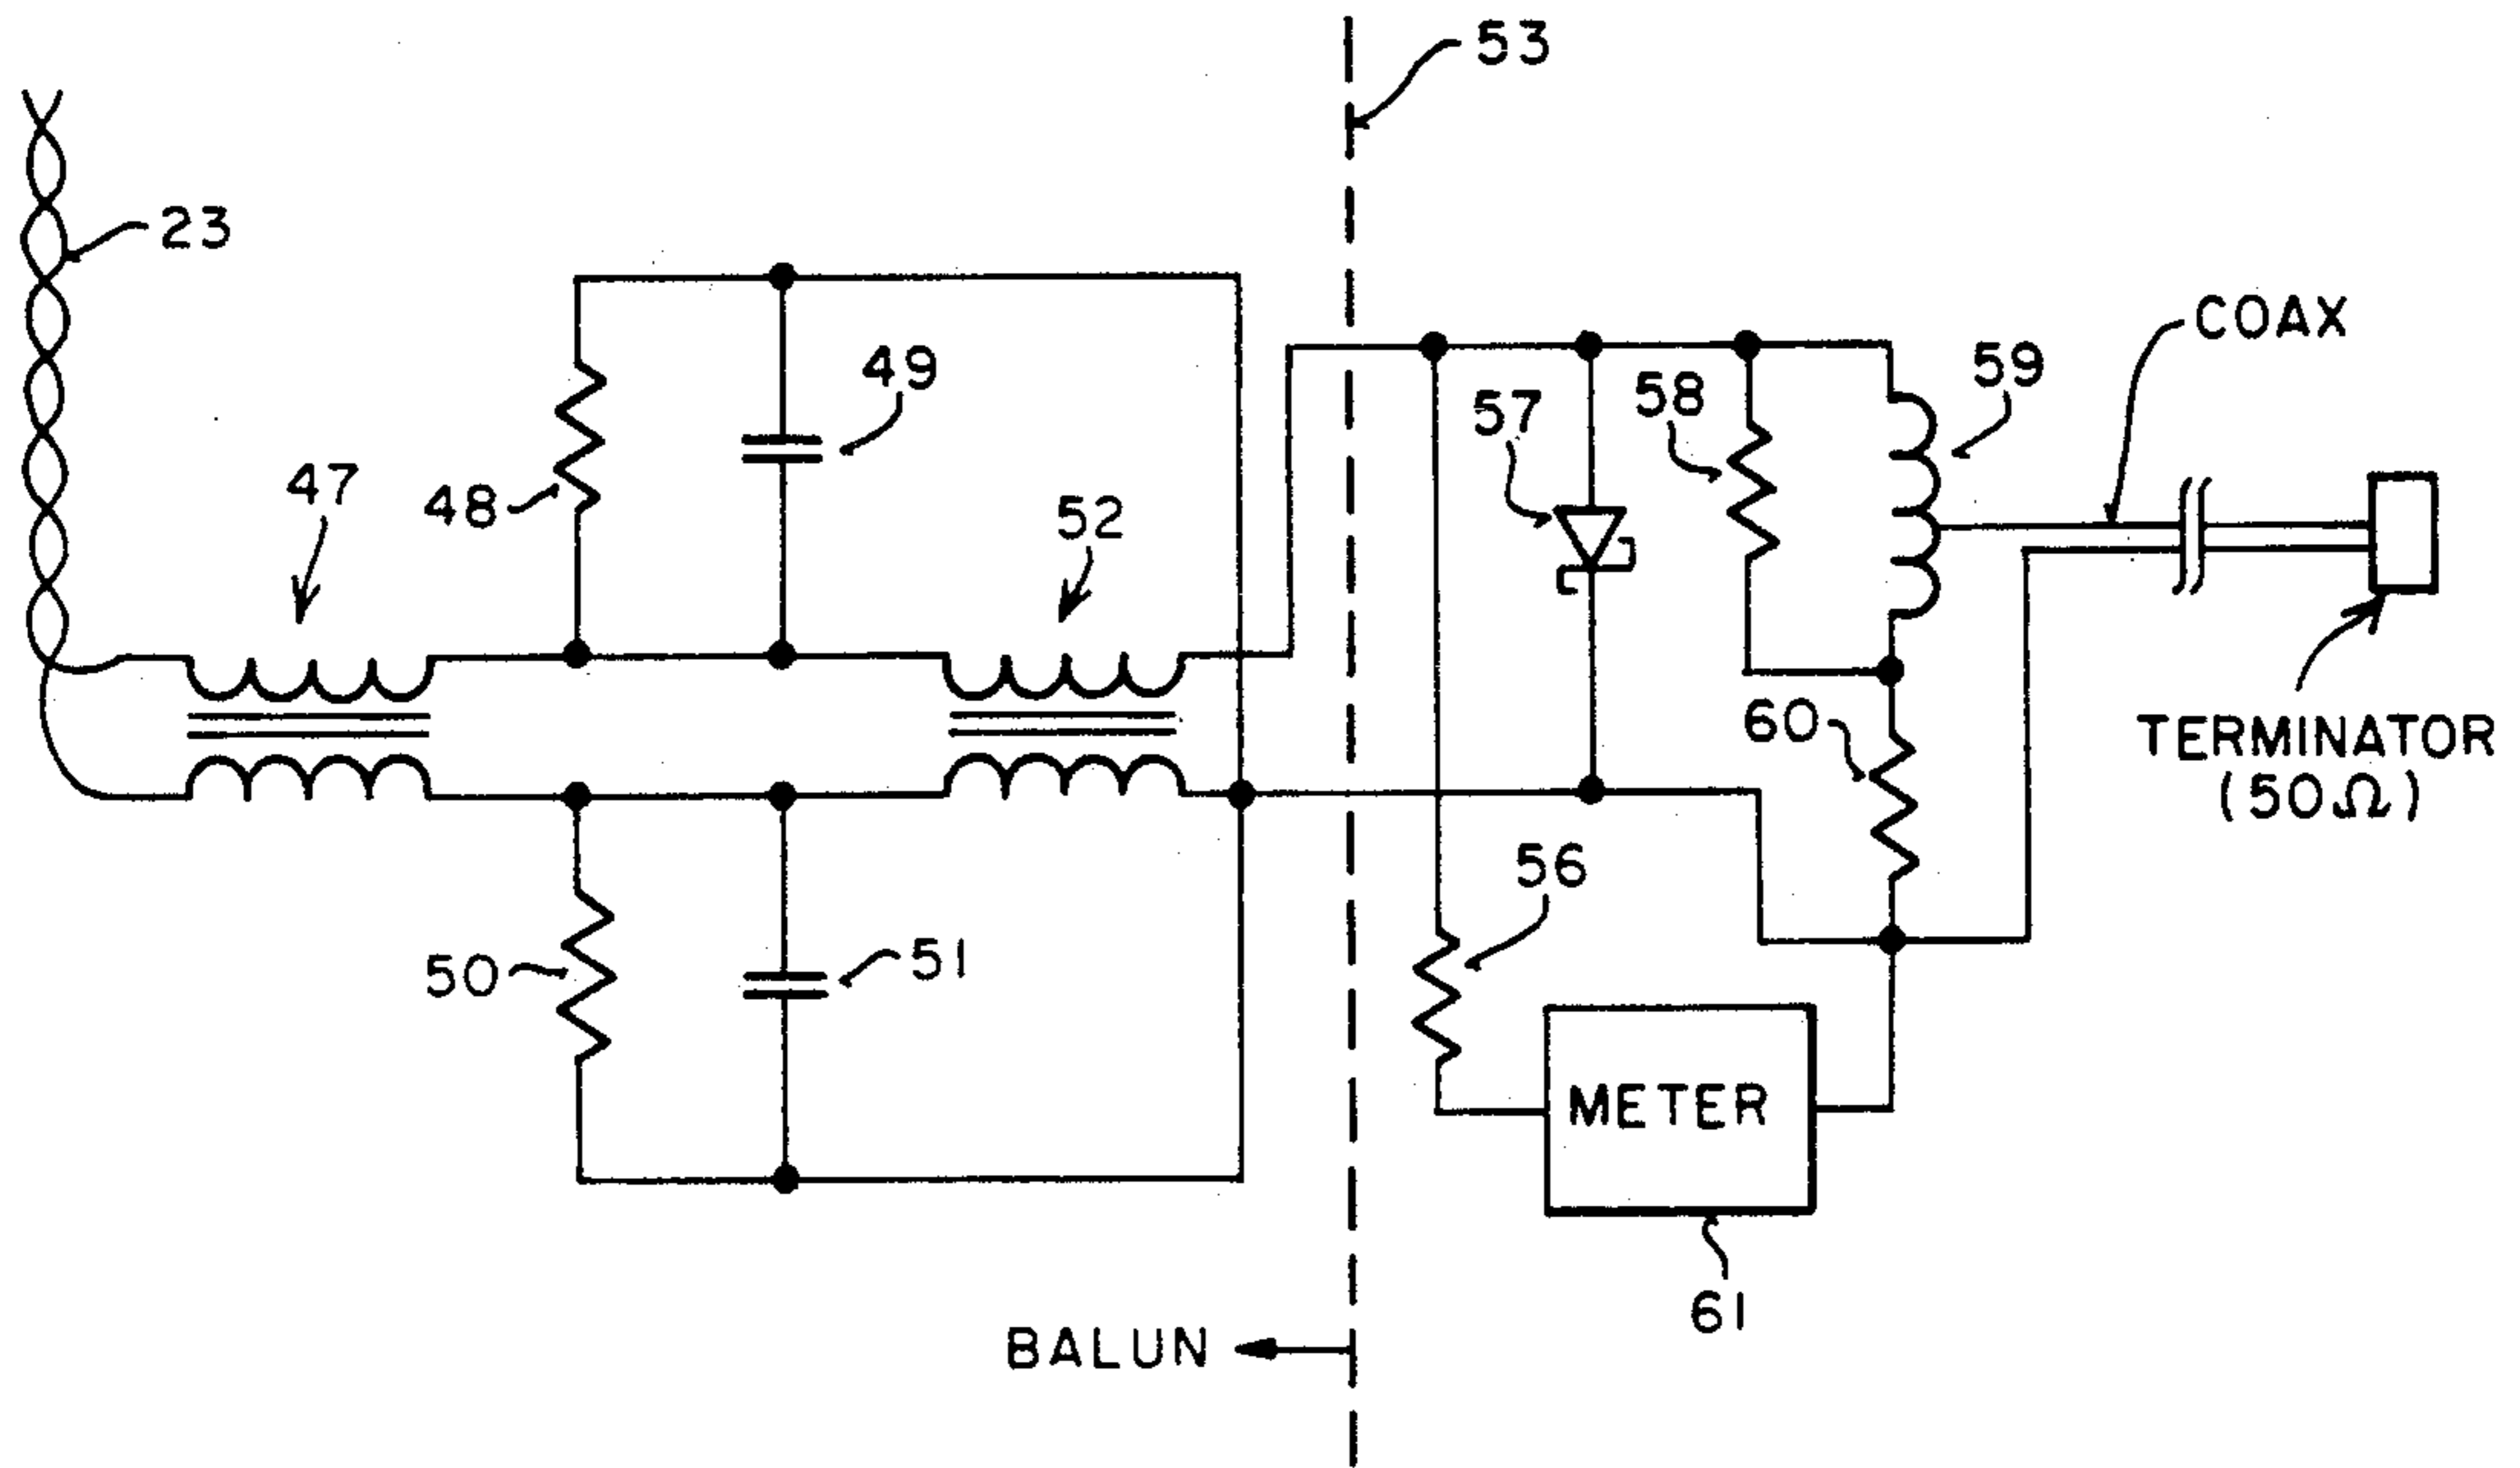 53
23
COAX
59
49
58
57
47
48
52
60
TERMINATOR
(50Ω)
56
50
51
METER
61
BALUN